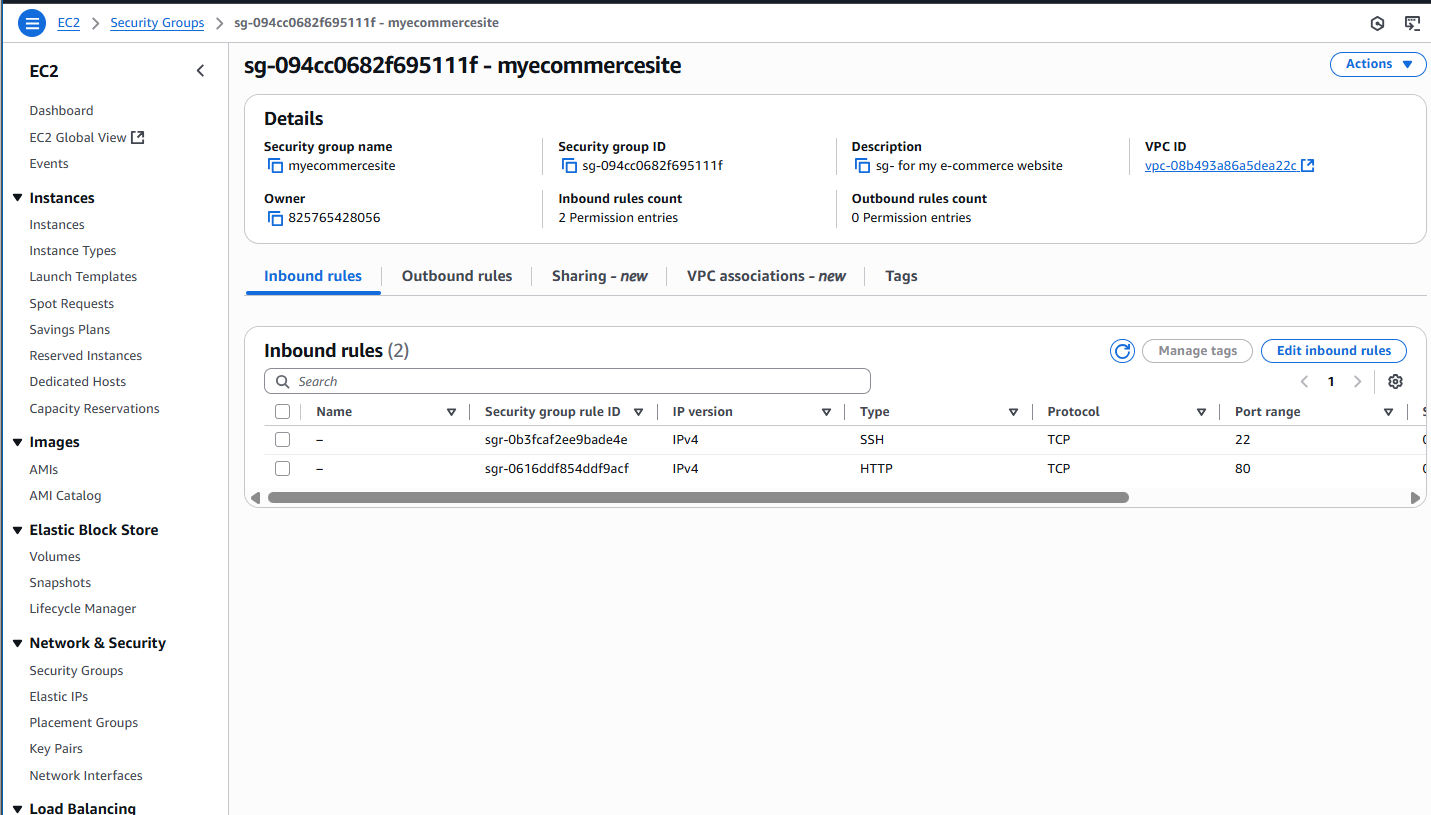 EC2 Security Groups sg-094cc0682f695111f - myecommercesite
EC2
Dashboard
EC2 Global View
Events
Instances
Instances
Instance Types
Launch Templates
Spot Requests
Savings Plans
Reserved Instances
Dedicated Hosts
Capacity Reservations
Images
AMIs
AMI Catalog
Elastic Block Store
Volumes
Snapshots
Lifecycle Manager
Network & Security
Security Groups
Elastic IPs
Placement Groups
Key Pairs
Network Interfaces
Load Balancing
sg-094cc0682f695111f - myecommercesite
Actions
Details
Security group name
myecommercesite
Security group ID
sg-094cc0682f695111f
Description
sg- for my e-commerce website
VPC ID
vpc-08b493a86a5dea22c
Owner
825765428056
Inbound rules count
2 Permission entries
Outbound rules count
0 Permission entries
Inbound rules Outbound rules Sharing - new VPC associations - new Tags
Inbound rules (2)
Manage tags
Edit inbound rules
Search
1
Name Security group rule ID IP version Type Protocol Port range
– sgr-0b3fcaf2ee9bade4e IPv4 SSH TCP 22
– sgr-0616ddf854ddf9acf IPv4 HTTP TCP 80